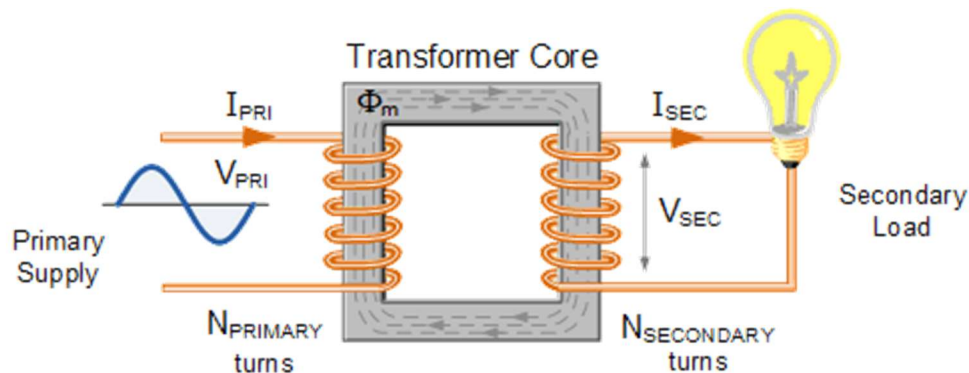 Transformer Core
Φm
IPRI
ISEC
VPRI
VSEC
Primary
Supply
Secondary
Load
NPRIMARY
turns
NSECONDARY
turns